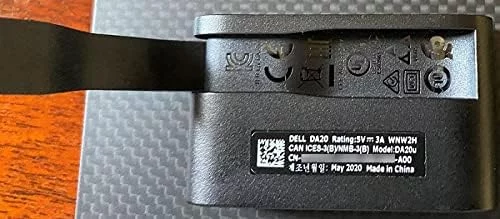 DELL DA20 Rating:5V⎓3A WNW2H
CAN ICES-3(B)/NMB-3(B) Model:DA20u
CN- -A00
제조년월일: May 2020 Made in China